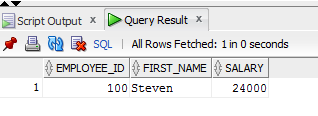 Script Output × Query Result ×
SQL | All Rows Fetched: 1 in 0 seconds
EMPLOYEE_ID FIRST_NAME SALARY
1 100 Steven 24000